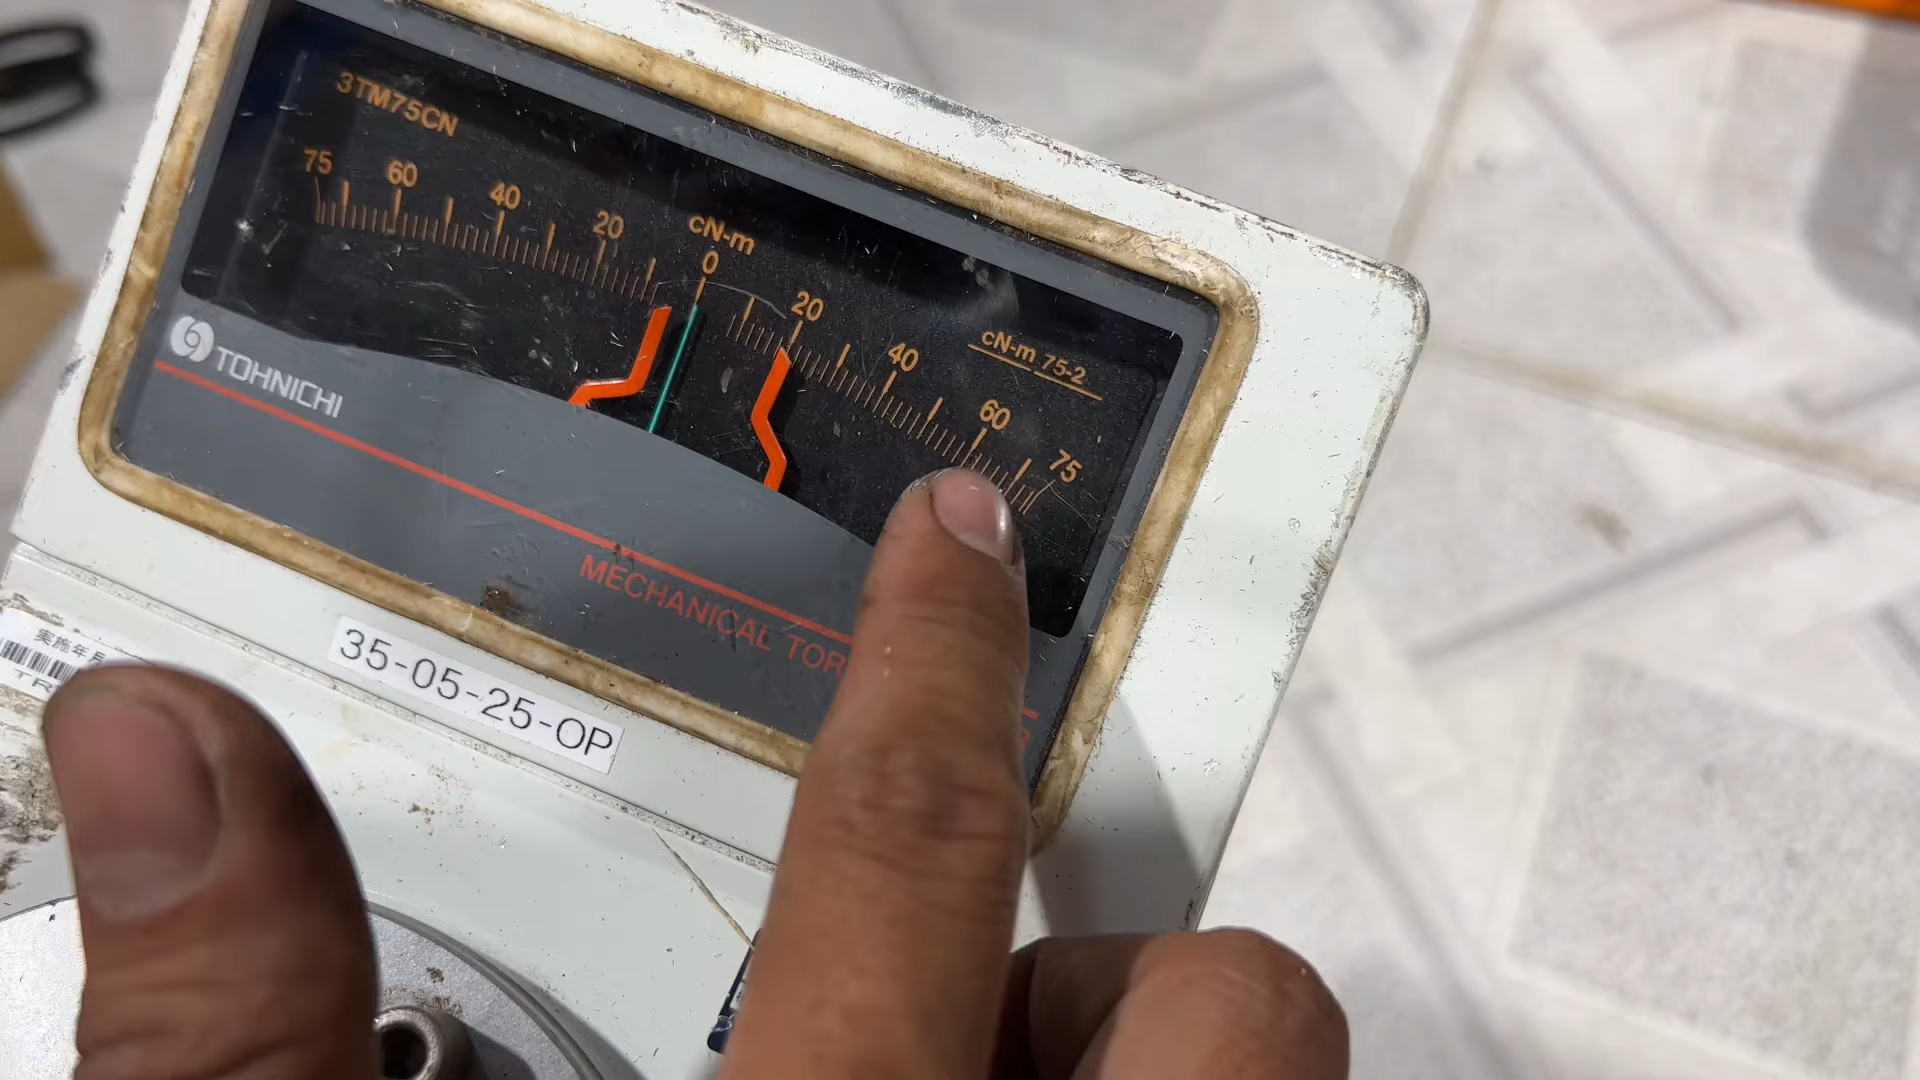 3TM75CN
75 60 40 20 0 20 40 60 75
cN-m
cN-m 75-2
TOHNICHI
MECHANICAL
35-05-25-OP
実施年月